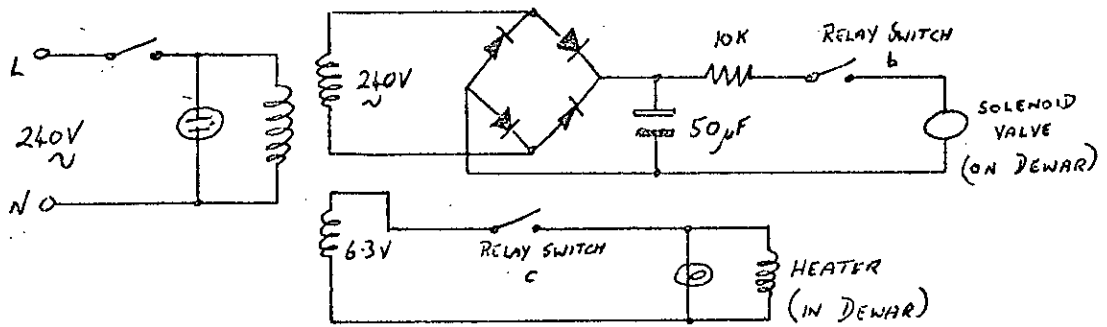 L
240V
~
N
240V
~
10K
RELAY SWITCH
b
50µF
SOLENOID
VALVE
(ON DEWAR)
6.3V
RELAY SWITCH
c
HEATER
(IN DEWAR)